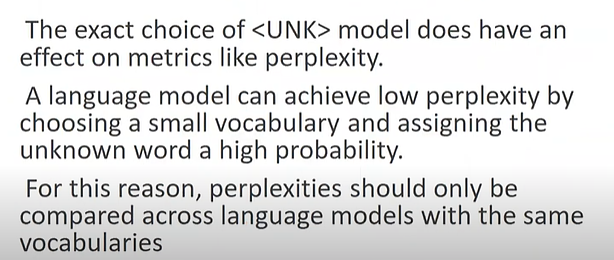 The exact choice of <UNK> model does have an
effect on metrics like perplexity.
A language model can achieve low perplexity by
choosing a small vocabulary and assigning the
unknown word a high probability.
For this reason, perplexities should only be
compared across language models with the same
vocabularies